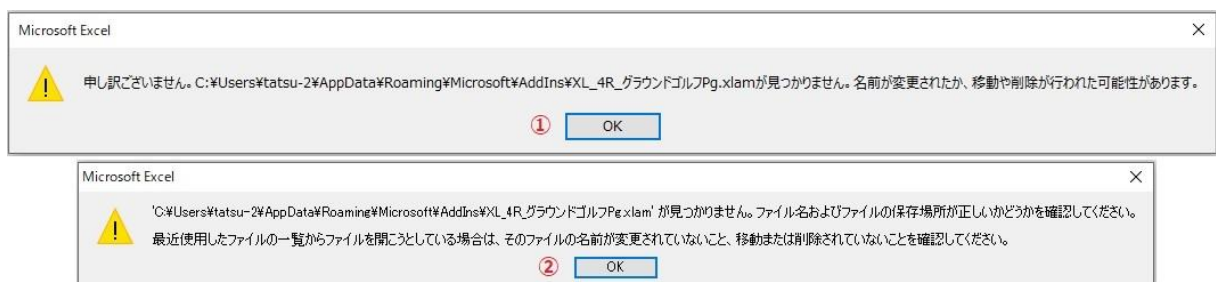 Microsoft Excel
申し訳ございません。C:¥Users¥tatsu-2¥AppData¥Roaming¥Microsoft¥AddIns¥XL_4R_グラウンドゴルフPg.xlamが見つかりません。名前が変更されたか、移動や削除が行われた可能性があります。
① OK
Microsoft Excel
'C:¥Users¥tatsu-2¥AppData¥Roaming¥Microsoft¥AddIns¥XL_4R_グラウンドゴルフPg.xlam' が見つかりません。ファイル名およびファイルの保存場所が正しいかどうかを確認してください。
最近使用したファイルの一覧からファイルを開こうとしている場合は、そのファイルの名前が変更されていないこと、移動または削除されていないことを確認してください。
② OK